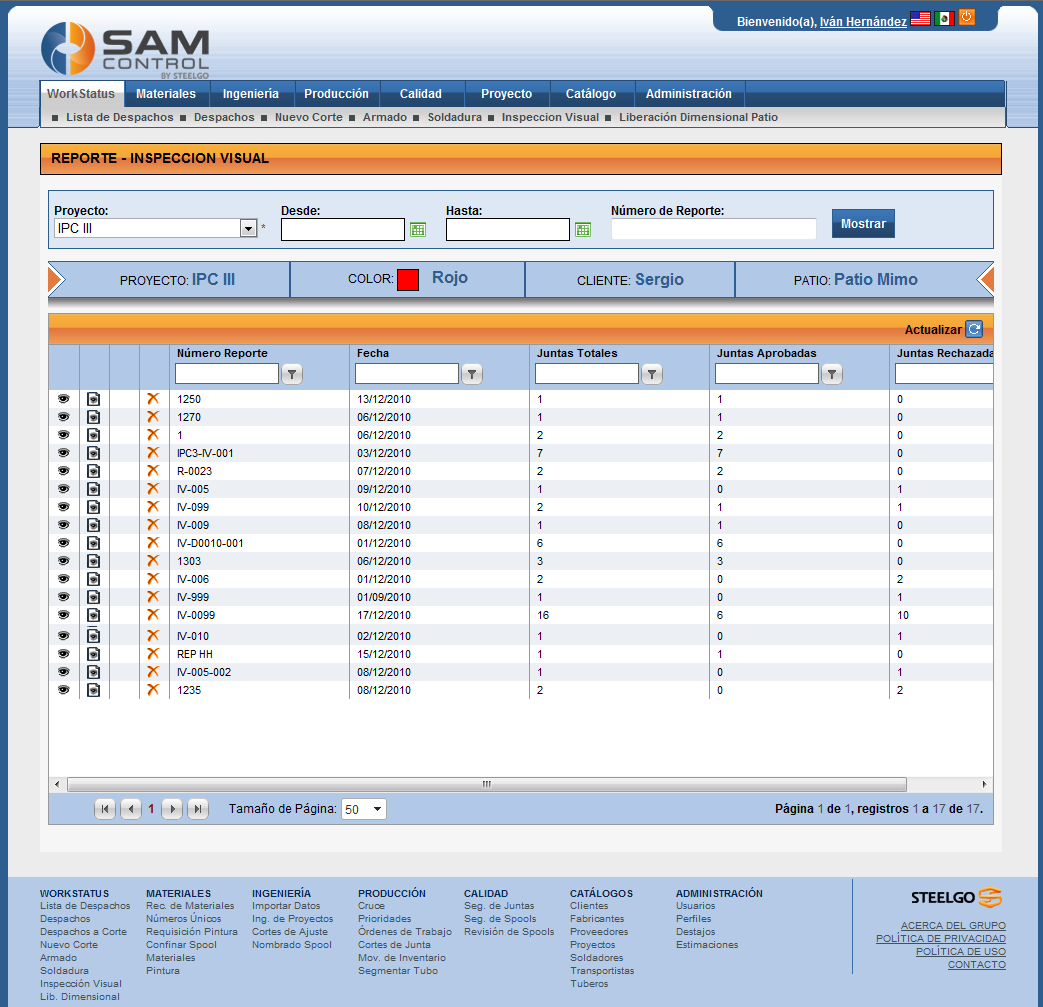 Bienvenido(a), Iván Hernández
SAM
CONTROL
BY STEELGO
WorkStatus Materiales Ingeniería Producción Calidad Proyecto Catálogo Administración
Lista de Despachos Despachos Nuevo Corte Armado Soldadura Inspeccion Visual Liberación Dimensional Patio
REPORTE - INSPECCION VISUAL
Proyecto: Desde: Hasta: Número de Reporte:
IPC III * Mostrar
PROYECTO: IPC III COLOR: Rojo CLIENTE: Sergio PATIO: Patio Mimo
Actualizar
Número Reporte Fecha Juntas Totales Juntas Aprobadas Juntas Rechazada
1250 13/12/2010 1 1 0
1270 06/12/2010 1 1 0
1 06/12/2010 2 2 0
IPC3-IV-001 03/12/2010 7 7 0
R-0023 07/12/2010 2 2 0
IV-005 09/12/2010 1 0 1
IV-099 10/12/2010 2 1 1
IV-009 08/12/2010 1 1 0
IV-D0010-001 01/12/2010 6 6 0
1303 06/12/2010 3 3 0
IV-006 01/12/2010 2 0 2
IV-999 01/09/2010 1 0 1
IV-0099 17/12/2010 16 6 10
IV-010 02/12/2010 1 0 1
REP HH 15/12/2010 1 1 0
IV-005-002 08/12/2010 1 0 1
1235 08/12/2010 2 0 2
1 Tamaño de Página: 50 Página 1 de 1, registros 1 a 17 de 17.
WORKSTATUS
Lista de Despachos
Despachos
Despachos a Corte
Nuevo Corte
Armado
Soldadura
Inspección Visual
Lib. Dimensional
MATERIALES
Rec. de Materiales
Números Únicos
Requisición Pintura
Confinar Spool
Materiales
Pintura
INGENIERÍA
Importar Datos
Ing. de Proyectos
Cortes de Ajuste
Nombrado Spool
PRODUCCIÓN
Cruce
Prioridades
Órdenes de Trabajo
Cortes de Junta
Mov. de Inventario
Segmentar Tubo
CALIDAD
Seg. de Juntas
Seg. de Spools
Revisión de Spools
CATÁLOGOS
Clientes
Fabricantes
Proveedores
Proyectos
Soldadores
Transportistas
Tuberos
ADMINISTRACIÓN
Usuarios
Perfiles
Destajos
Estimaciones
STEELGO
ACERCA DEL GRUPO
POLÍTICA DE PRIVACIDAD
POLÍTICA DE USO
CONTACTO